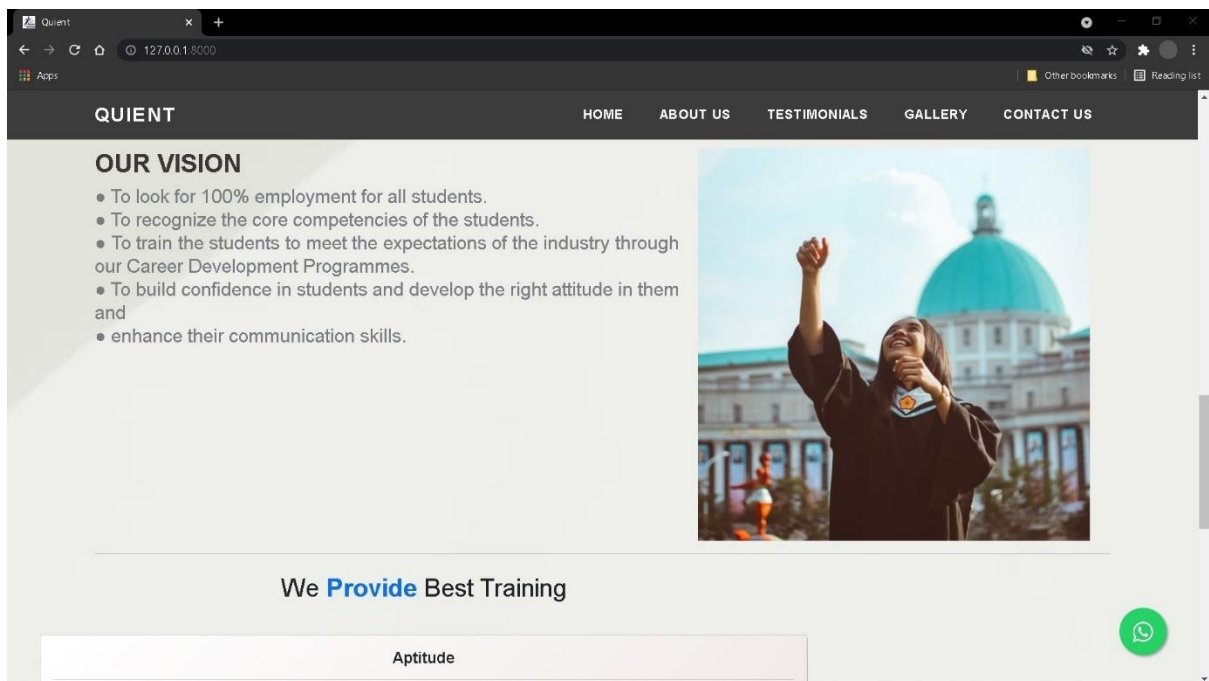 Quient
127.0.0.1:8000
Apps
Other bookmarks
Reading list
QUIENT
HOME ABOUT US TESTIMONIALS GALLERY CONTACT US
OUR VISION
● To look for 100% employment for all students.
● To recognize the core competencies of the students.
● To train the students to meet the expectations of the industry through
our Career Development Programmes.
● To build confidence in students and develop the right attitude in them
and
● enhance their communication skills.
We Provide Best Training
Aptitude